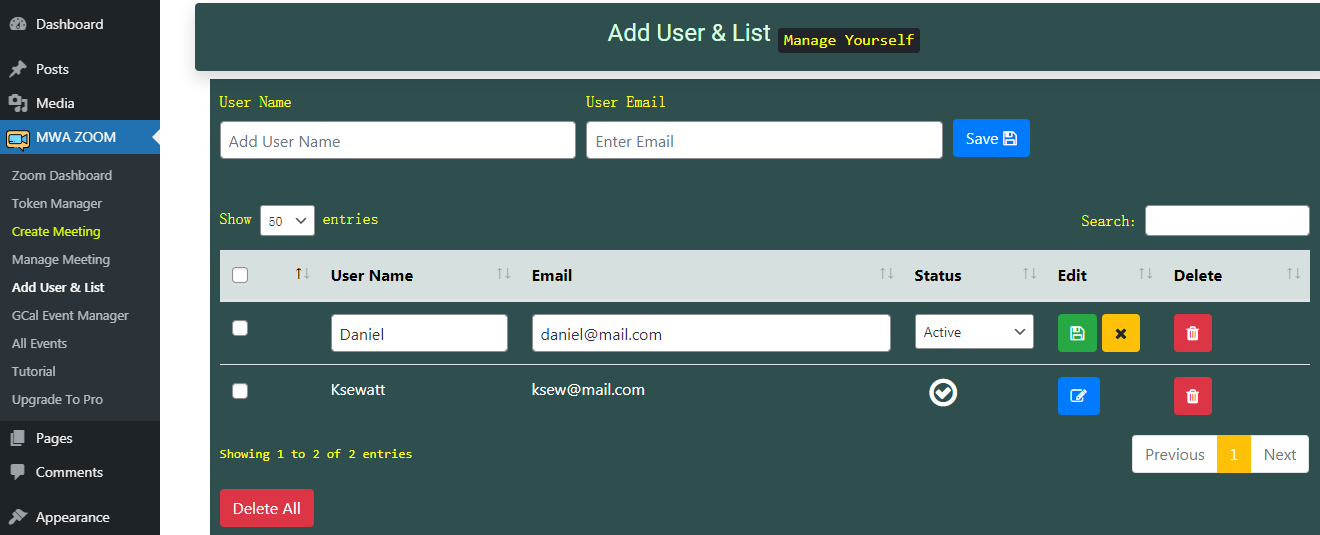 Dashboard
Posts
Media
MWA ZOOM
Zoom Dashboard
Token Manager
Create Meeting
Manage Meeting
Add User & List
GCal Event Manager
All Events
Tutorial
Upgrade To Pro
Pages
Comments
Appearance
Add User & List Manage Yourself
User Name User Email
Add User Name Enter Email Save
Show 50 entries Search:
User Name Email Status Edit Delete
Daniel daniel@mail.com Active
Ksewatt ksew@mail.com
Showing 1 to 2 of 2 entries Previous 1 Next
Delete All